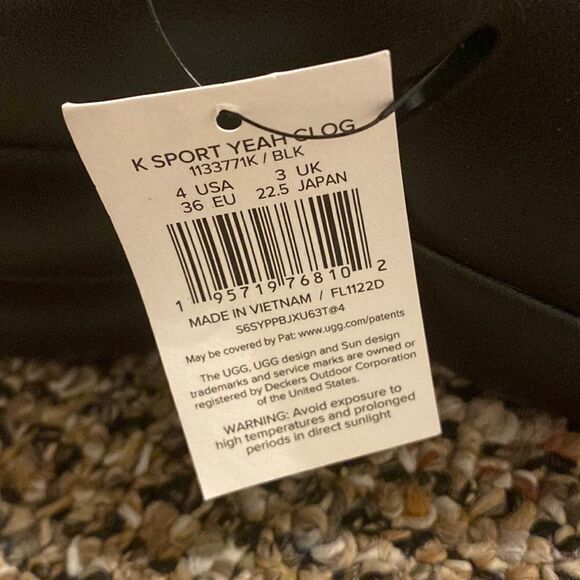 K SPORT YEAH CLOG
1133771K / BLK
4 USA 3 UK
36 EU 22.5 JAPAN
1 95719 76810 2
MADE IN VIETNAM / FL1122D
S6SYPPBJXU63T@4
May be covered by Pat: www.ugg.com/patents
The UGG, UGG design and Sun design
trademarks and service marks are owned or
registered by Deckers Outdoor Corporation
of the United States.
WARNING: Avoid exposure to
high temperatures and prolonged
periods in direct sunlight